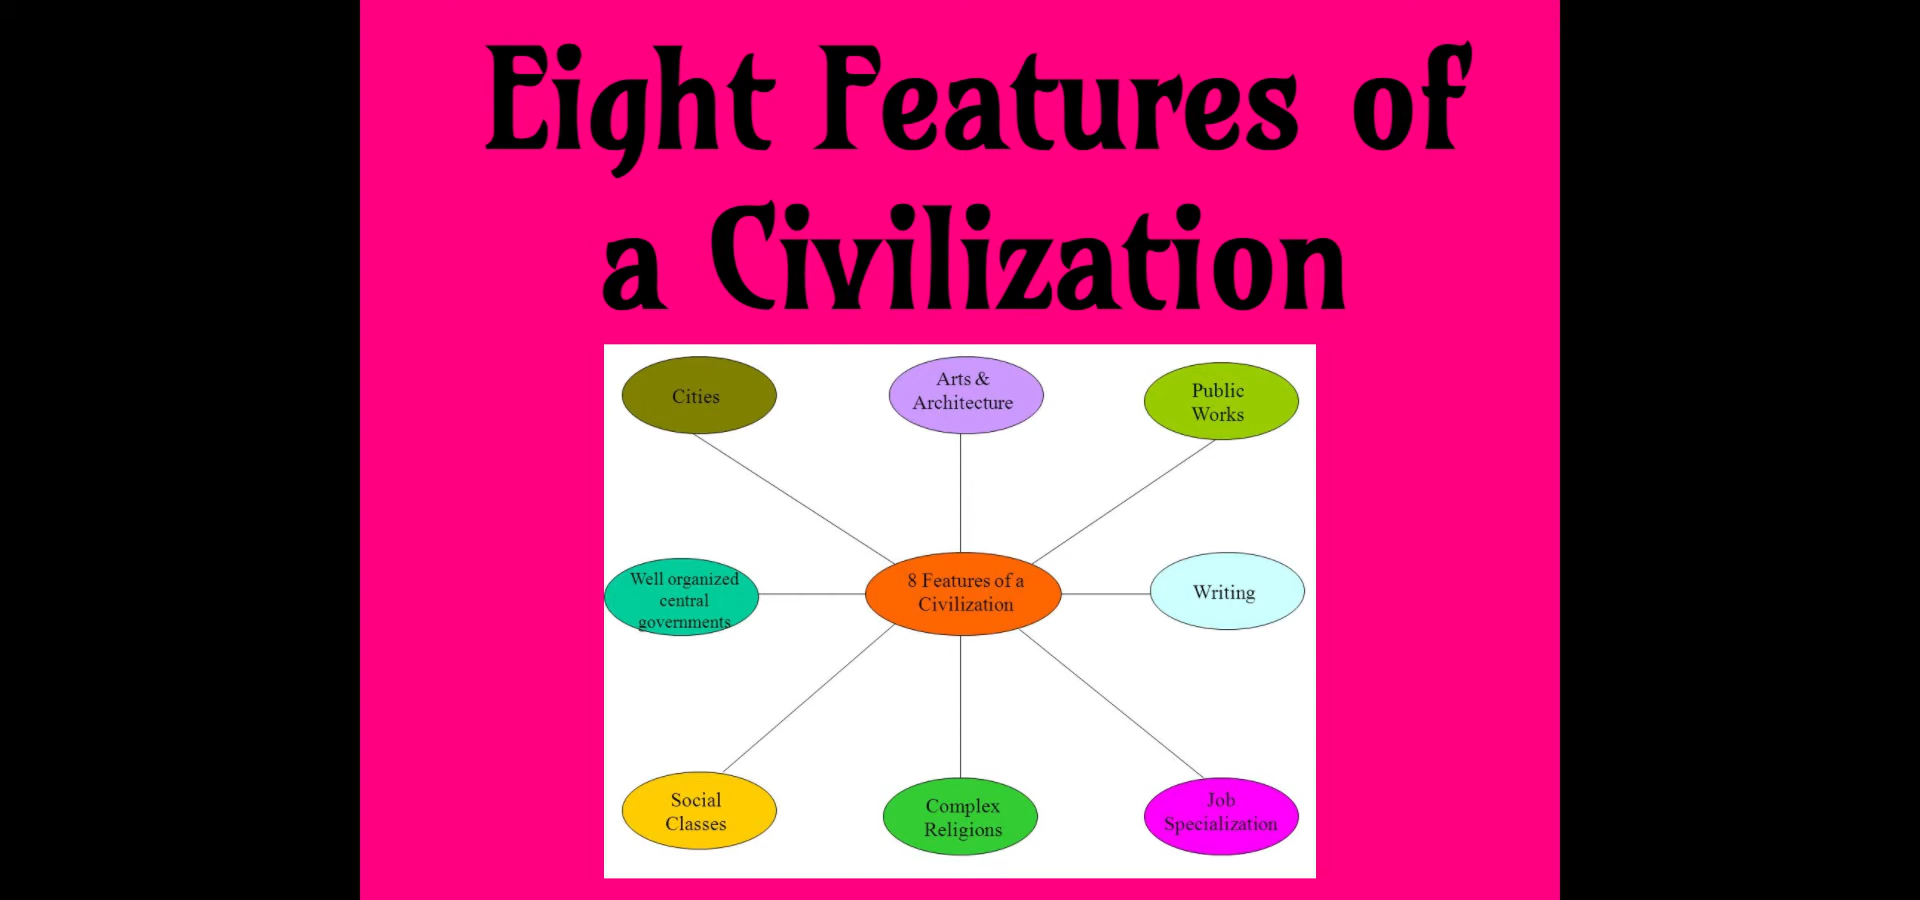 Eight Features of
a Civilization
Cities
Arts &
Architecture
Public
Works
Well organized
central
governments
8 Features of a
Civilization
Writing
Social
Classes
Complex
Religions
Job
Specialization